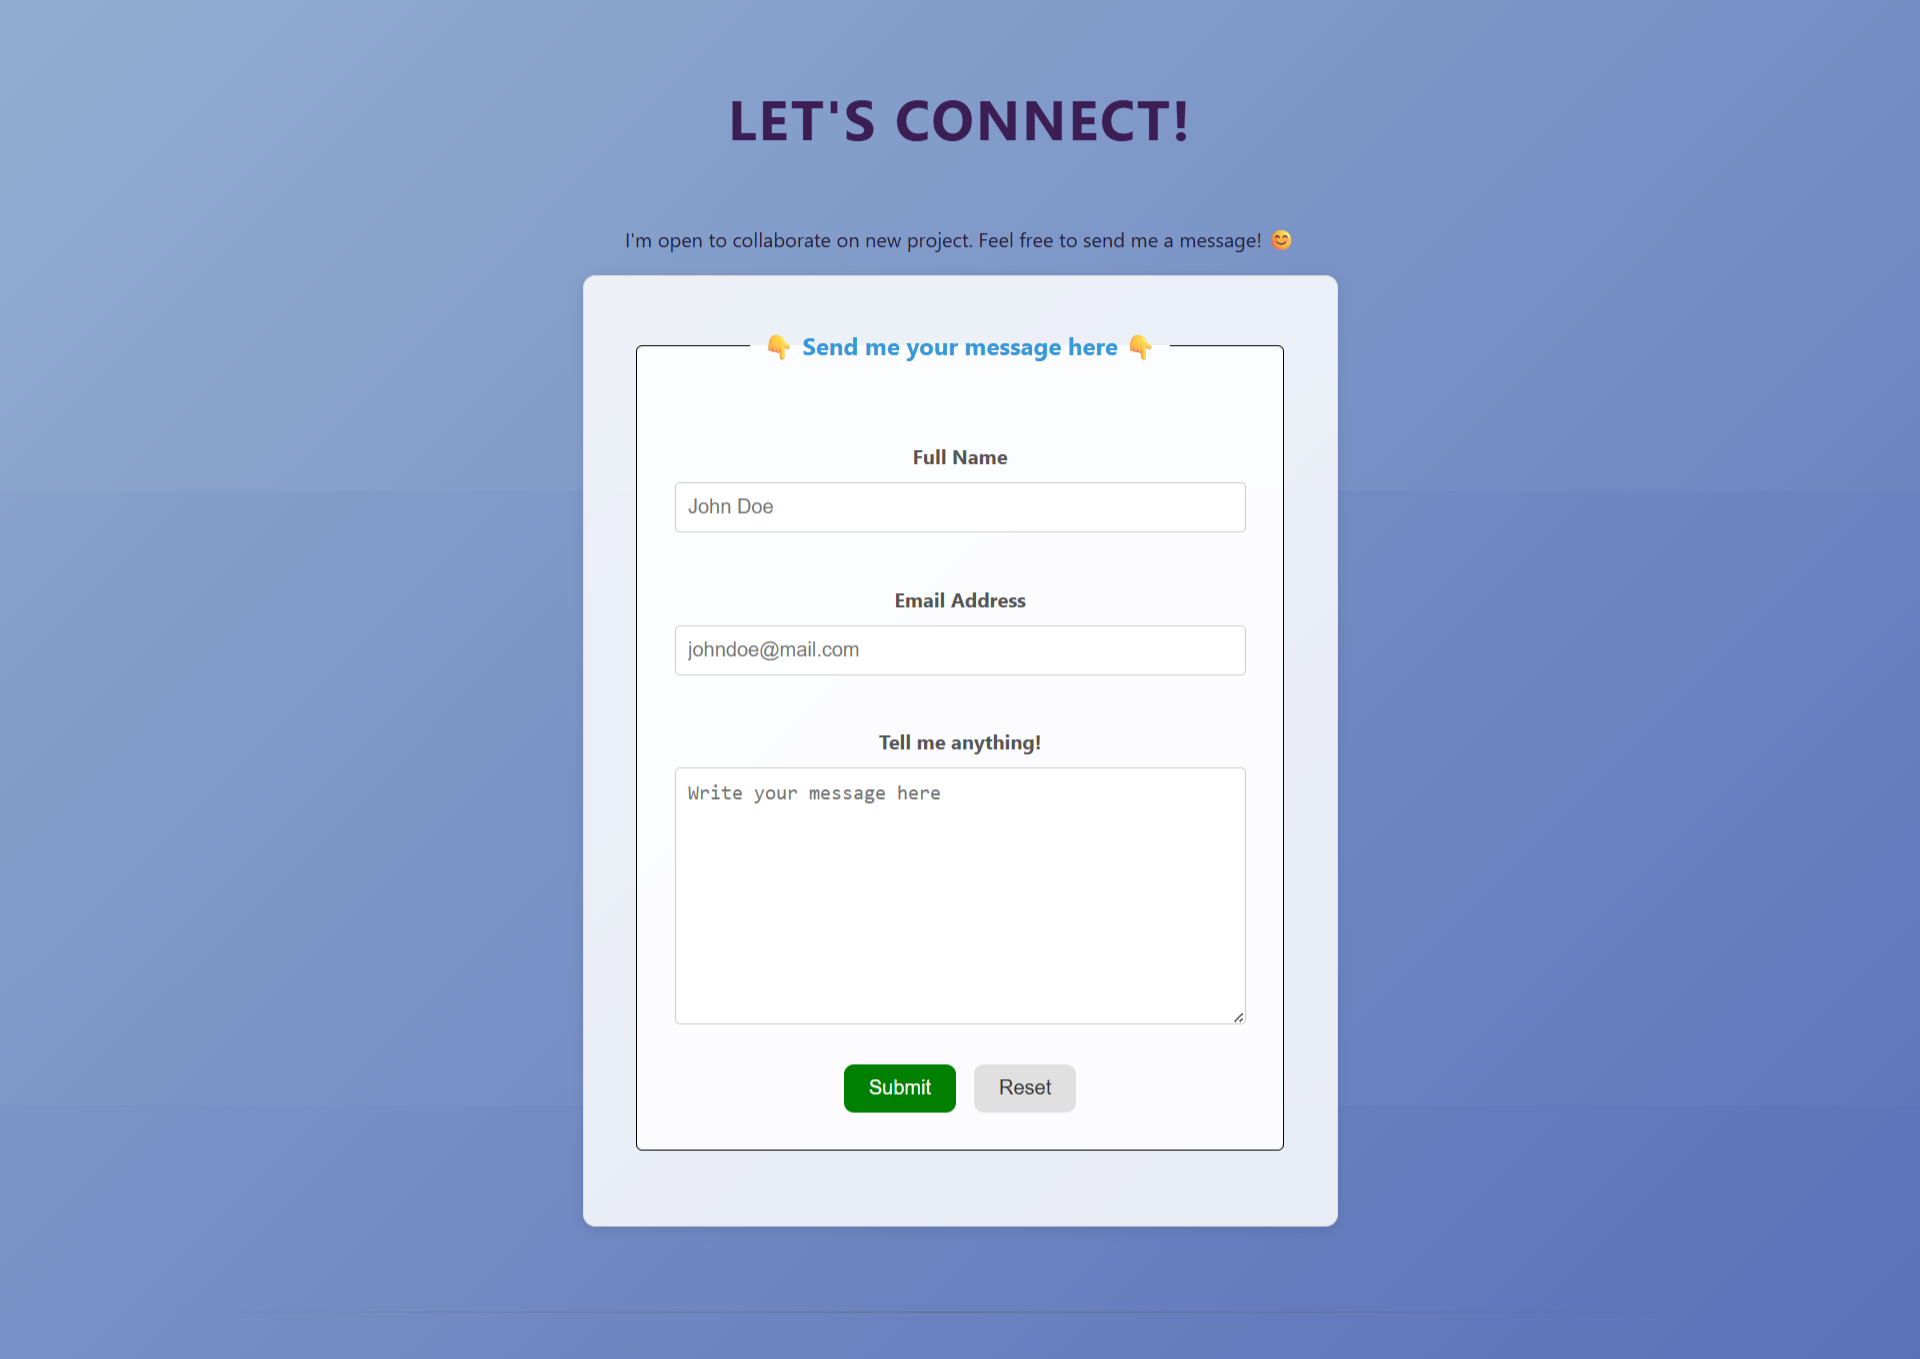 LET'S CONNECT!
I'm open to collaborate on new project. Feel free to send me a message! 😊
👇 Send me your message here 👇
Full Name
John Doe
Email Address
johndoe@mail.com
Tell me anything!
Write your message here
Submit Reset